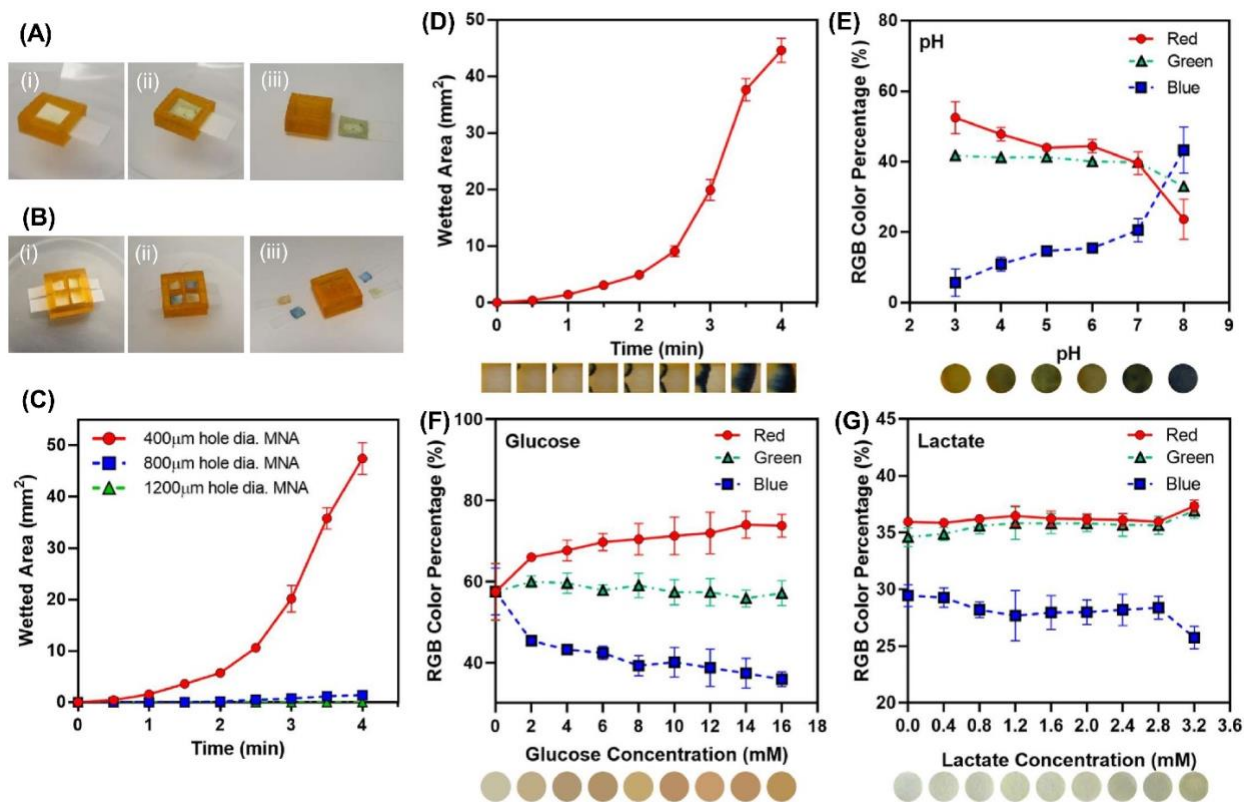 (A)
(i)
(ii)
(iii)
(B)
(i)
(ii)
(iii)
(C)
Wetted Area (mm²)
60
50
40
30
20
10
0
400μm hole dia. MNA
800μm hole dia. MNA
1200μm hole dia. MNA
0 1 2 3 4
Time (min)
(D)
Wetted Area (mm²)
50
40
30
20
10
0
0 1 2 3 4
Time (min)
(E)
pH
RGB Color Percentage (%)
80
60
40
20
0
Red
Green
Blue
2 3 4 5 6 7 8 9
pH
(F)
Glucose
RGB Color Percentage (%)
100
80
60
40
Red
Green
Blue
0 2 4 6 8 10 12 14 16 18
Glucose Concentration (mM)
(G)
Lactate
RGB Color Percentage (%)
45
40
35
30
25
20
Red
Green
Blue
0.0 0.4 0.8 1.2 1.6 2.0 2.4 2.8 3.2 3.6
Lactate Concentration (mM)